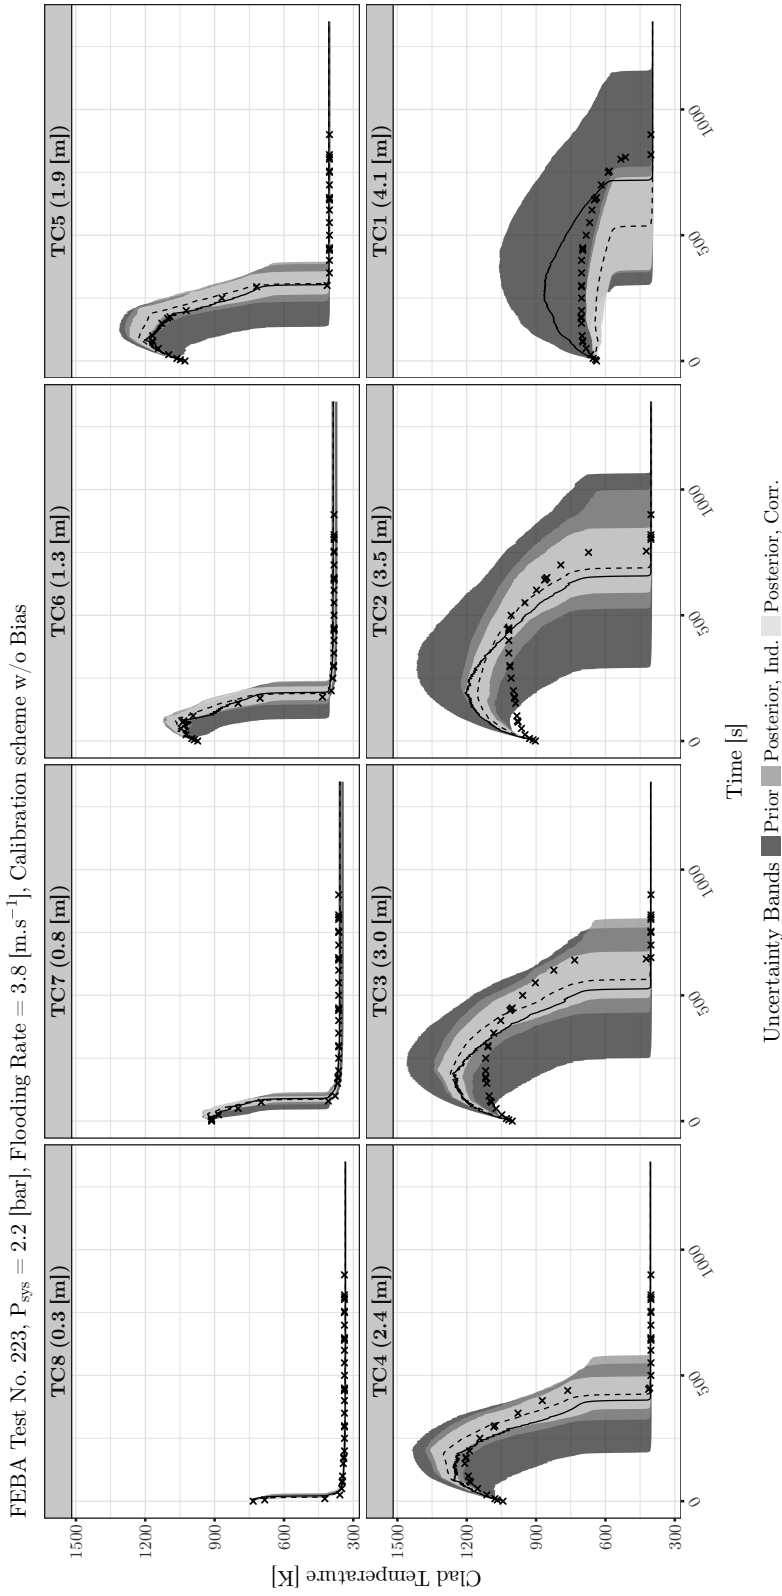 FEBA Test No. 223, Psys = 2.2 [bar], Flooding Rate = 3.8 [m.s−1], Calibration scheme w/o Bias
TC8 (0.3 [m])
TC7 (0.8 [m])
TC6 (1.3 [m])
TC5 (1.9 [m])
1500
1200
900
600
300
TC4 (2.4 [m])
TC3 (3.0 [m])
TC2 (3.5 [m])
TC1 (4.1 [m])
1500
1200
900
600
300
Clad Temperature [K]
0
500
1000
0
500
1000
0
500
1000
0
500
1000
Time [s]
Uncertainty Bands Prior Posterior, Ind. Posterior, Corr.